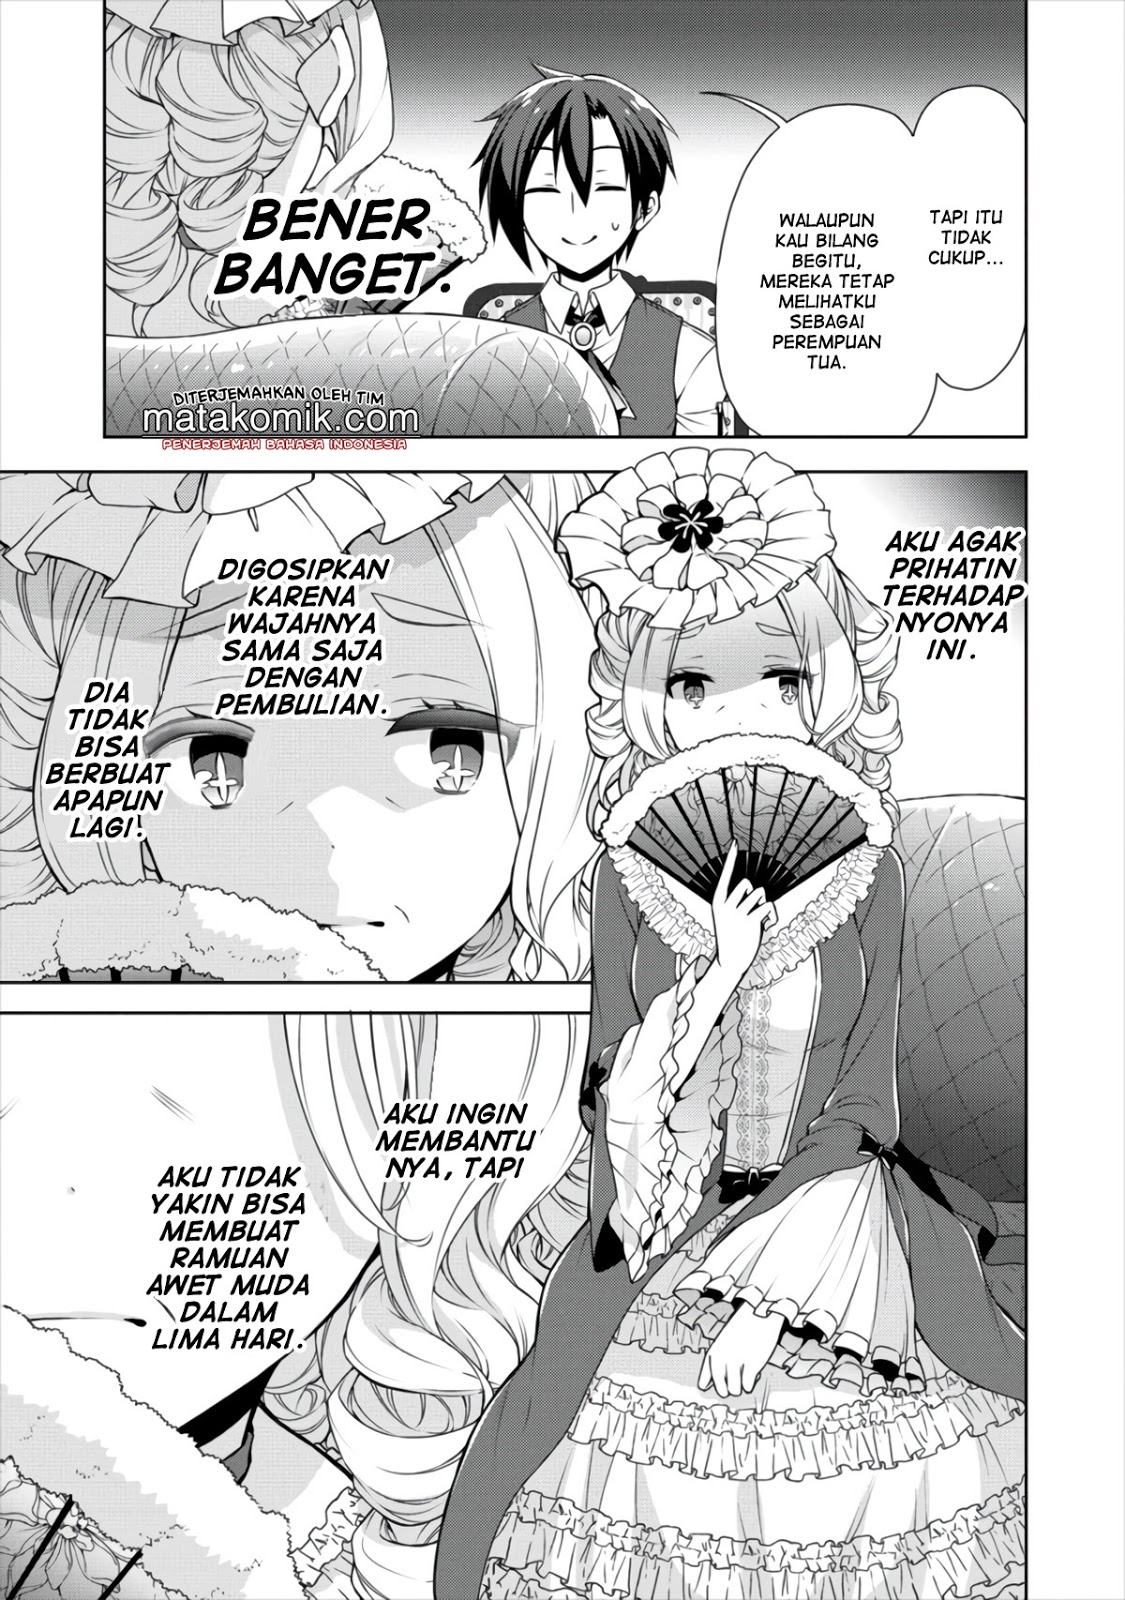 TAPI ITU
TIDAK
CUKUP...
WALAUPUN
KAU BILANG
BEGITU,
MEREKA TETAP
MELIHATKU
SEBAGAI
PEREMPUAN
TUA.
BENER
BANGET.
DITERJEMAHKAN OLEH TIM
matakomik.com
PENERJEMAH BAHASA INDONESIA
AKU AGAK
PRIHATIN
TERHADAP
NYONYA
INI.
DIGOSIPKAN
KARENA
WAJAHNYA
SAMA SAJA
DENGAN
PEMBULIAN.
DIA
TIDAK
BISA
BERBUAT
APAPUN
LAGI.
AKU INGIN
MEMBANTU
NYA, TAPI
AKU TIDAK
YAKIN BISA
MEMBUAT
RAMUAN
AWET MUDA
DALAM
LIMA HARI.